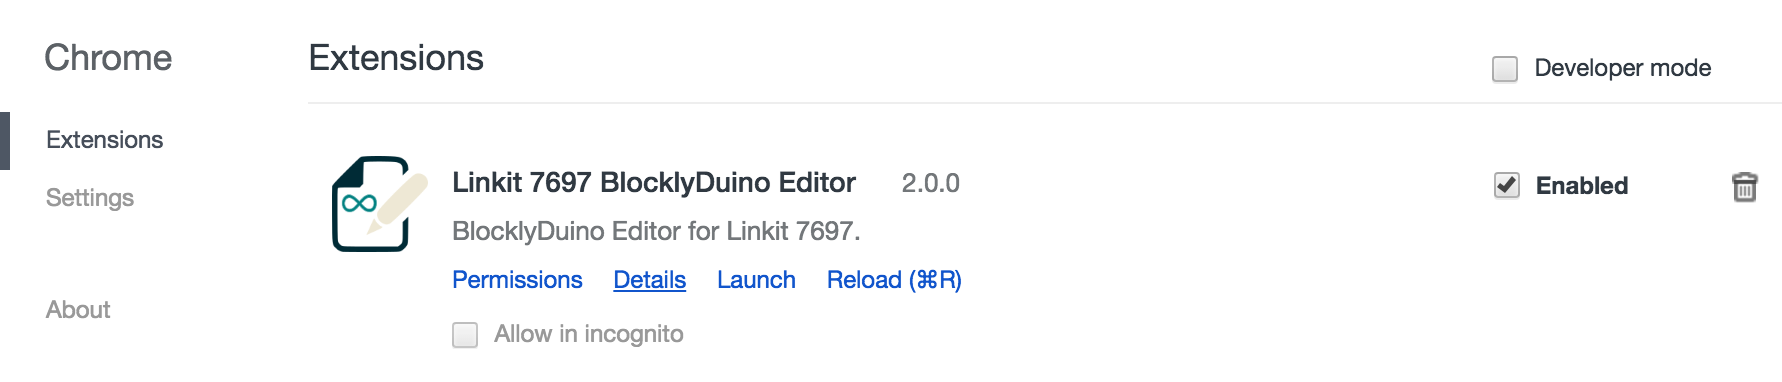 Chrome
Extensions
Developer mode
Extensions
Settings
About
Linkit 7697 BlocklyDuino Editor 2.0.0
Enabled
BlocklyDuino Editor for Linkit 7697.
Permissions Details Launch Reload (⌘R)
Allow in incognito